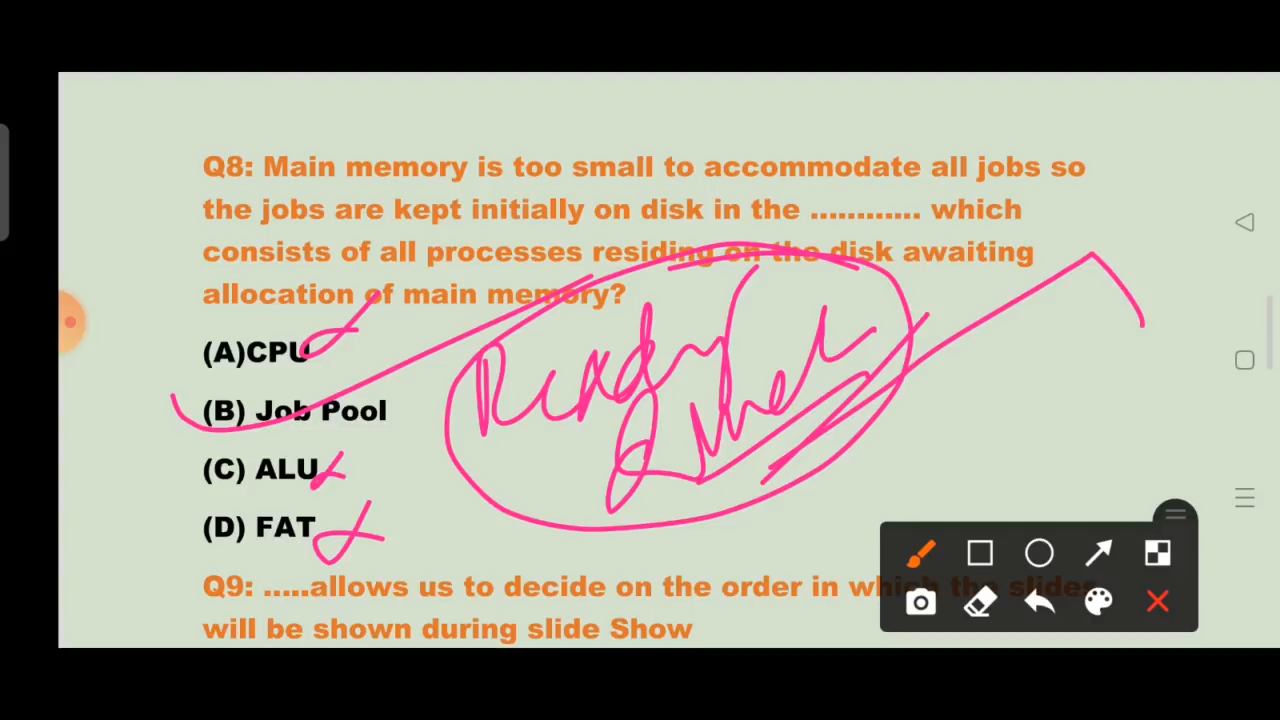 Q8: Main memory is too small to accommodate all jobs so
the jobs are kept initially on disk in the ............ which
consists of all processes residing on the disk awaiting
allocation of main memory?
(A)CPU
(B) Job Pool
(C) ALU
(D) FAT
Ready
Q9: .....allows us to decide on the order in which the slides
will be shown during slide Show